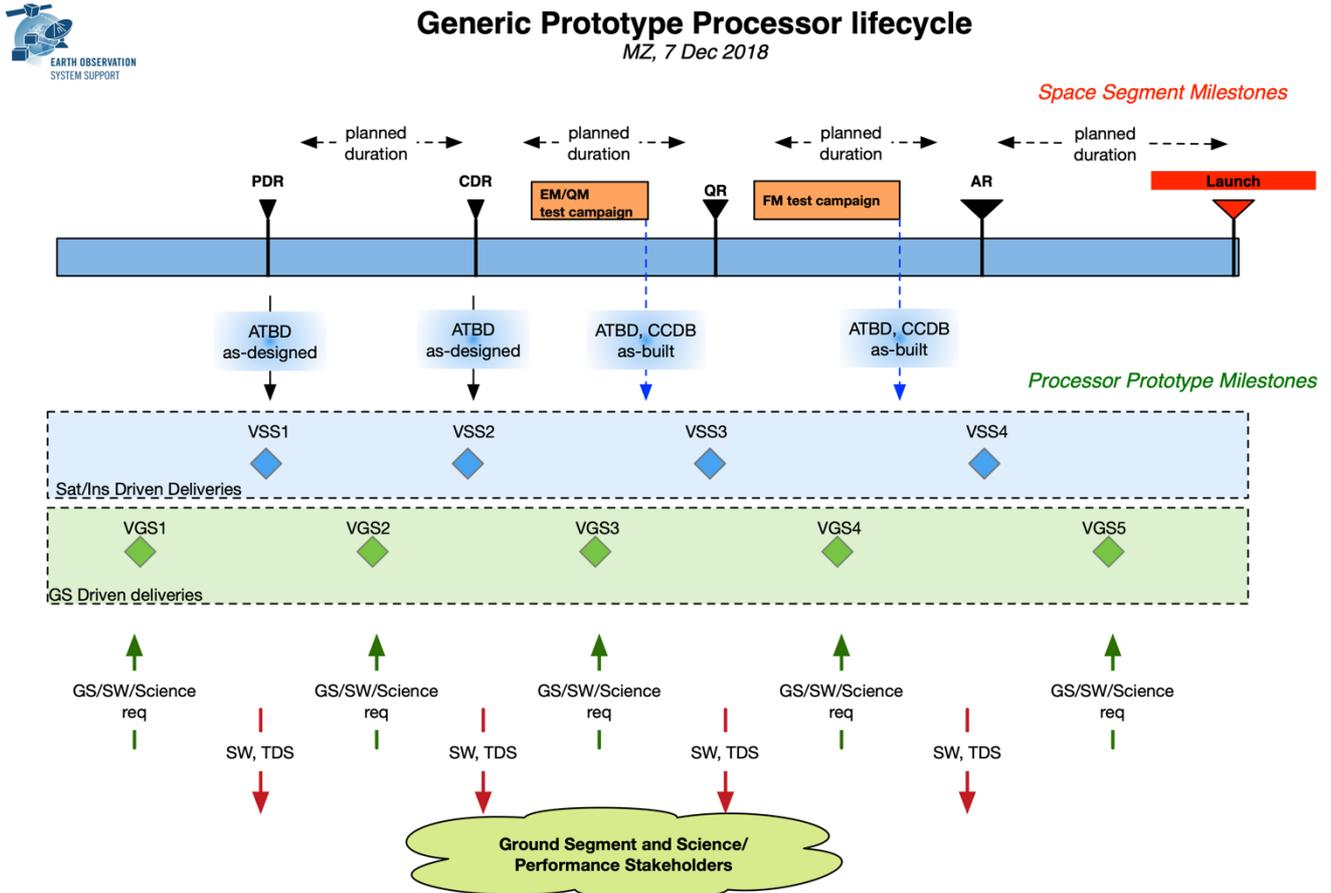 Generic Prototype Processor lifecycle
MZ, 7 Dec 2018
EARTH OBSERVATION
SYSTEM SUPPORT
Space Segment Milestones
planned
duration
planned
duration
planned
duration
planned
duration
PDR
CDR
EM/QM
test campaign
QR
FM test campaign
AR
Launch
ATBD
as-designed
ATBD
as-designed
ATBD, CCDB
as-built
ATBD, CCDB
as-built
Processor Prototype Milestones
VSS1
VSS2
VSS3
VSS4
Sat/Ins Driven Deliveries
VGS1
VGS2
VGS3
VGS4
VGS5
GS Driven deliveries
GS/SW/Science
req
GS/SW/Science
req
GS/SW/Science
req
GS/SW/Science
req
GS/SW/Science
req
SW, TDS
SW, TDS
SW, TDS
SW, TDS
Ground Segment and Science/
Performance Stakeholders